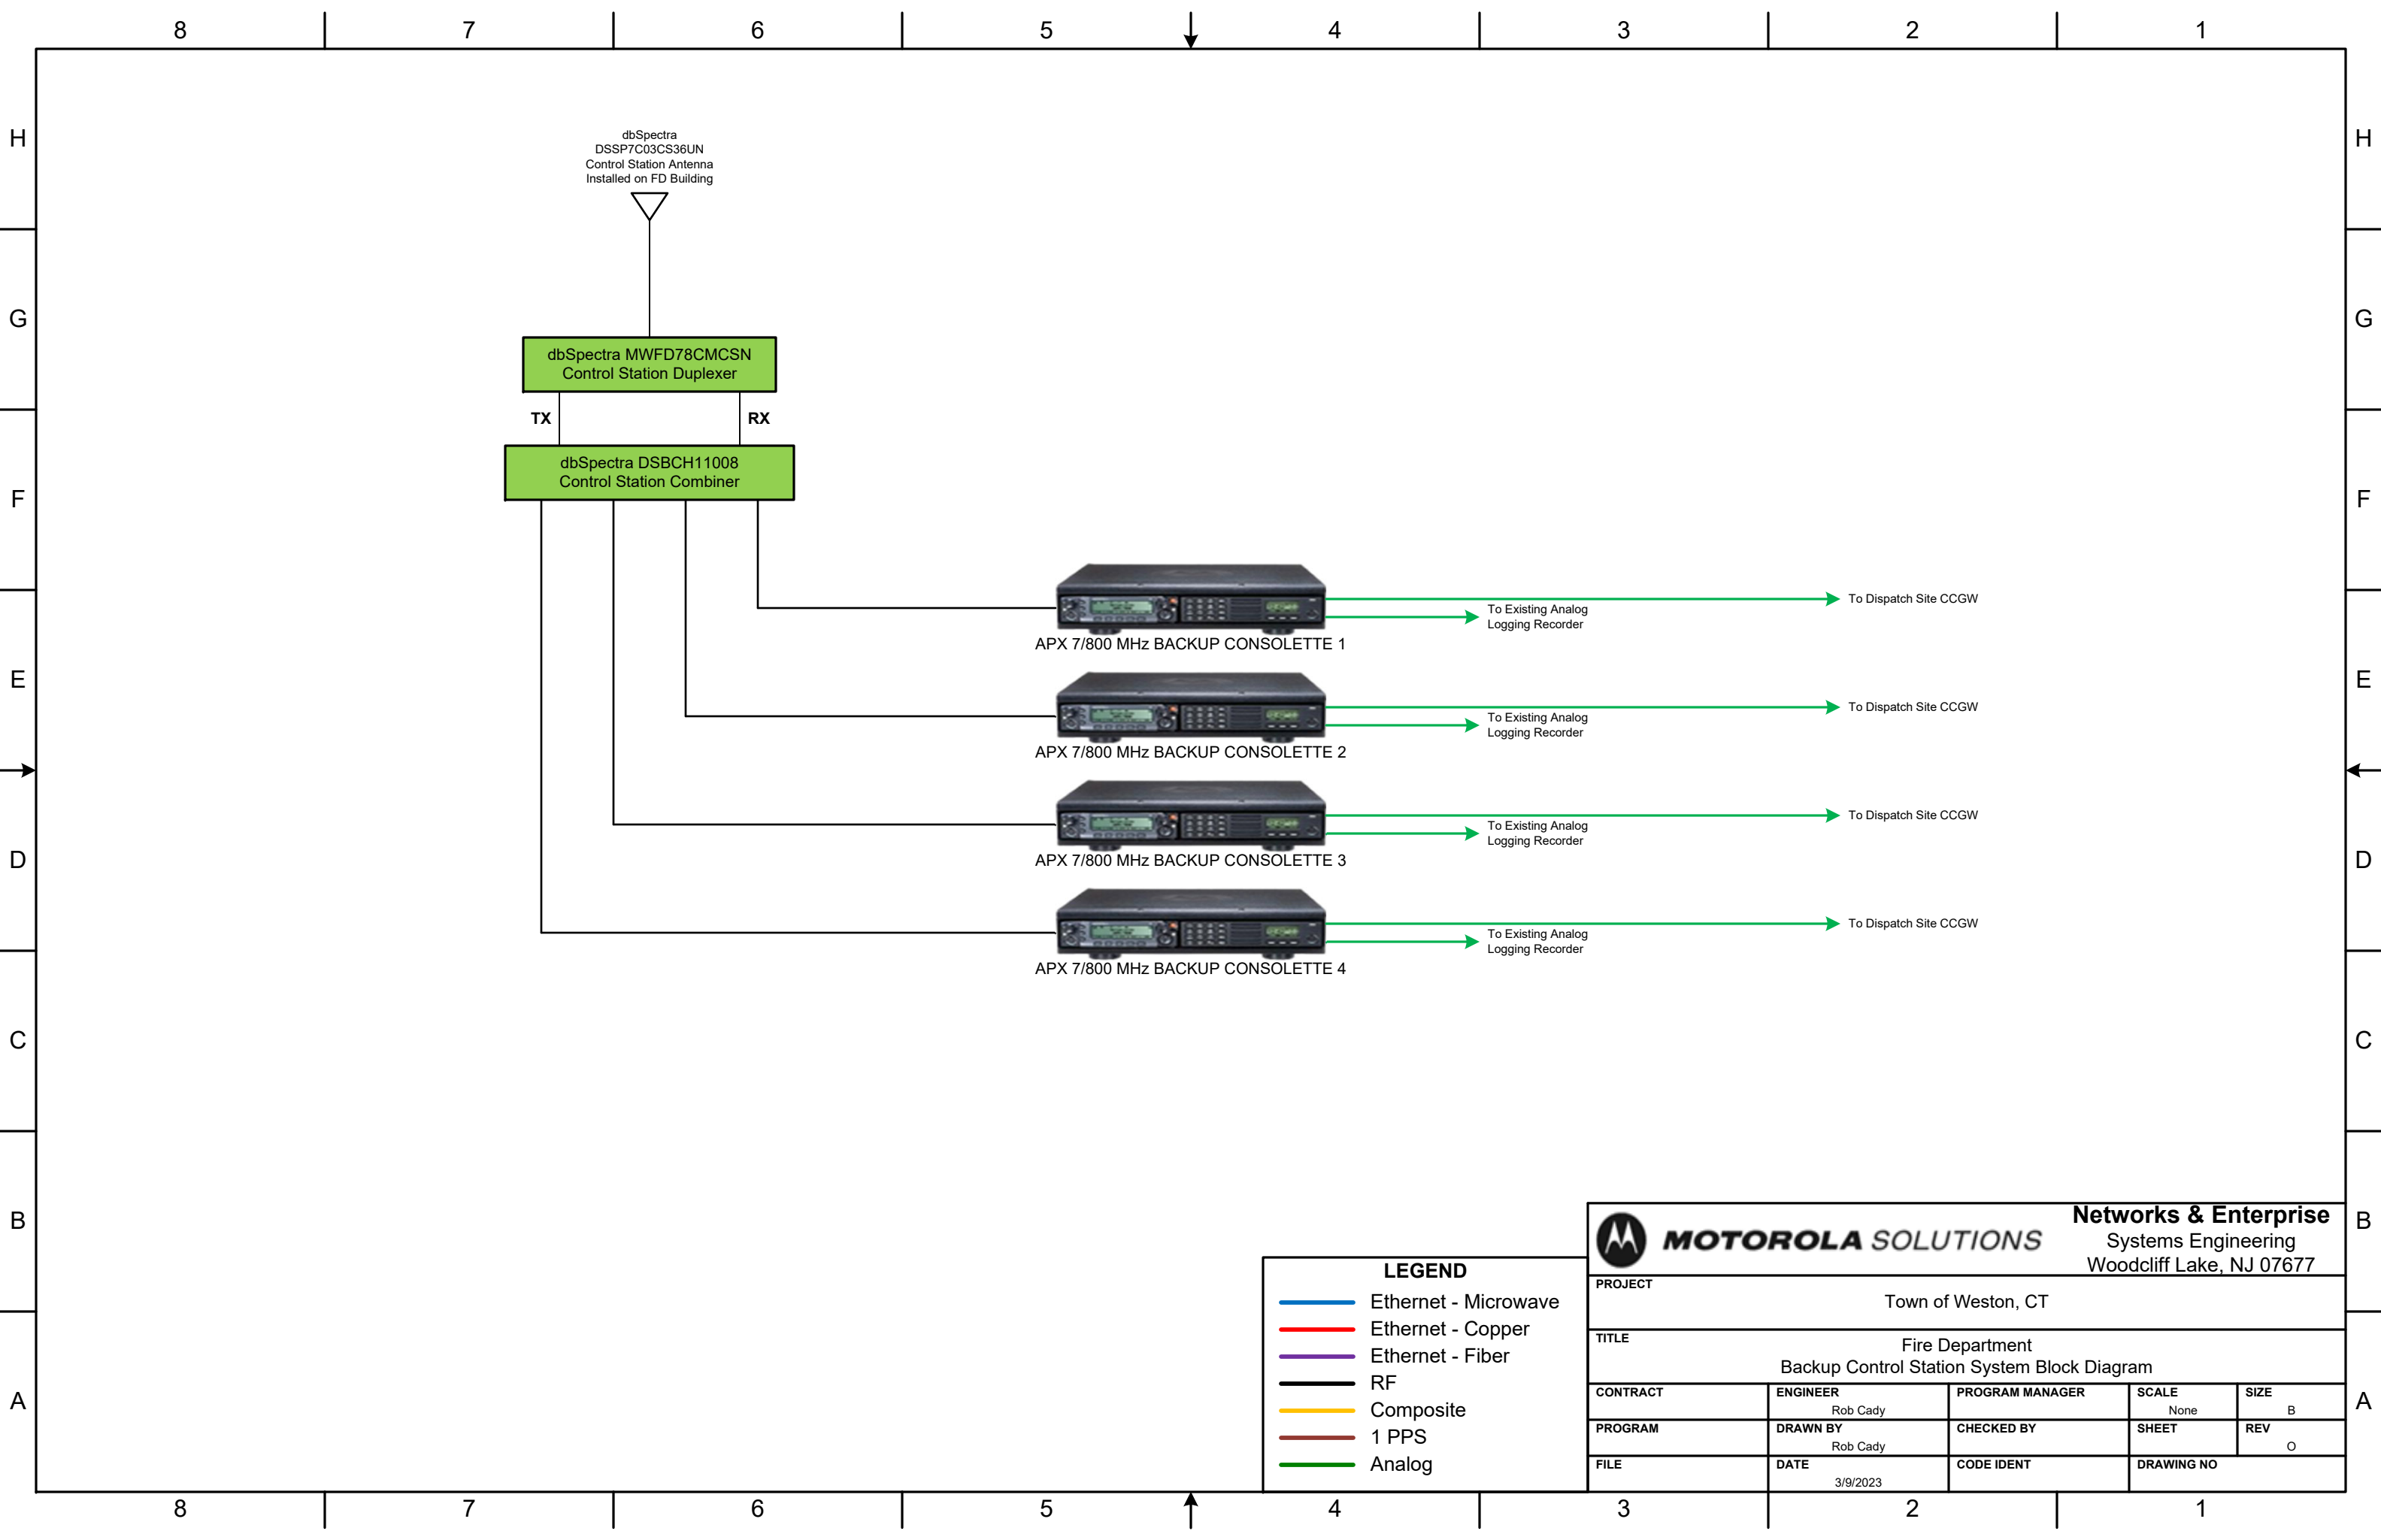 8 7 6 5 4 3 2 1
H H
dbSpectra
DSSP7C03CS36UN
Control Station Antenna
Installed on FD Building
G G
dbSpectra MWFD78CMCSN
Control Station Duplexer
TX RX
dbSpectra DSBCH11008
Control Station Combiner
F F
To Dispatch Site CCGW
To Existing Analog
Logging Recorder
APX 7/800 MHz BACKUP CONSOLETTE 1
E E
To Dispatch Site CCGW
To Existing Analog
Logging Recorder
APX 7/800 MHz BACKUP CONSOLETTE 2
To Dispatch Site CCGW
To Existing Analog
Logging Recorder
APX 7/800 MHz BACKUP CONSOLETTE 3
D D
To Dispatch Site CCGW
To Existing Analog
Logging Recorder
APX 7/800 MHz BACKUP CONSOLETTE 4
C C
B B
LEGEND
Ethernet - Microwave
Ethernet - Copper
Ethernet - Fiber
RF
Composite
1 PPS
Analog
MOTOROLA SOLUTIONS
Networks & Enterprise
Systems Engineering
Woodcliff Lake, NJ 07677
PROJECT
Town of Weston, CT
TITLE
Fire Department
Backup Control Station System Block Diagram
CONTRACT ENGINEER PROGRAM MANAGER SCALE SIZE
Rob Cady None B
PROGRAM DRAWN BY CHECKED BY SHEET REV
Rob Cady O
FILE DATE CODE IDENT DRAWING NO
3/9/2023
A A
8 7 6 5 4 3 2 1